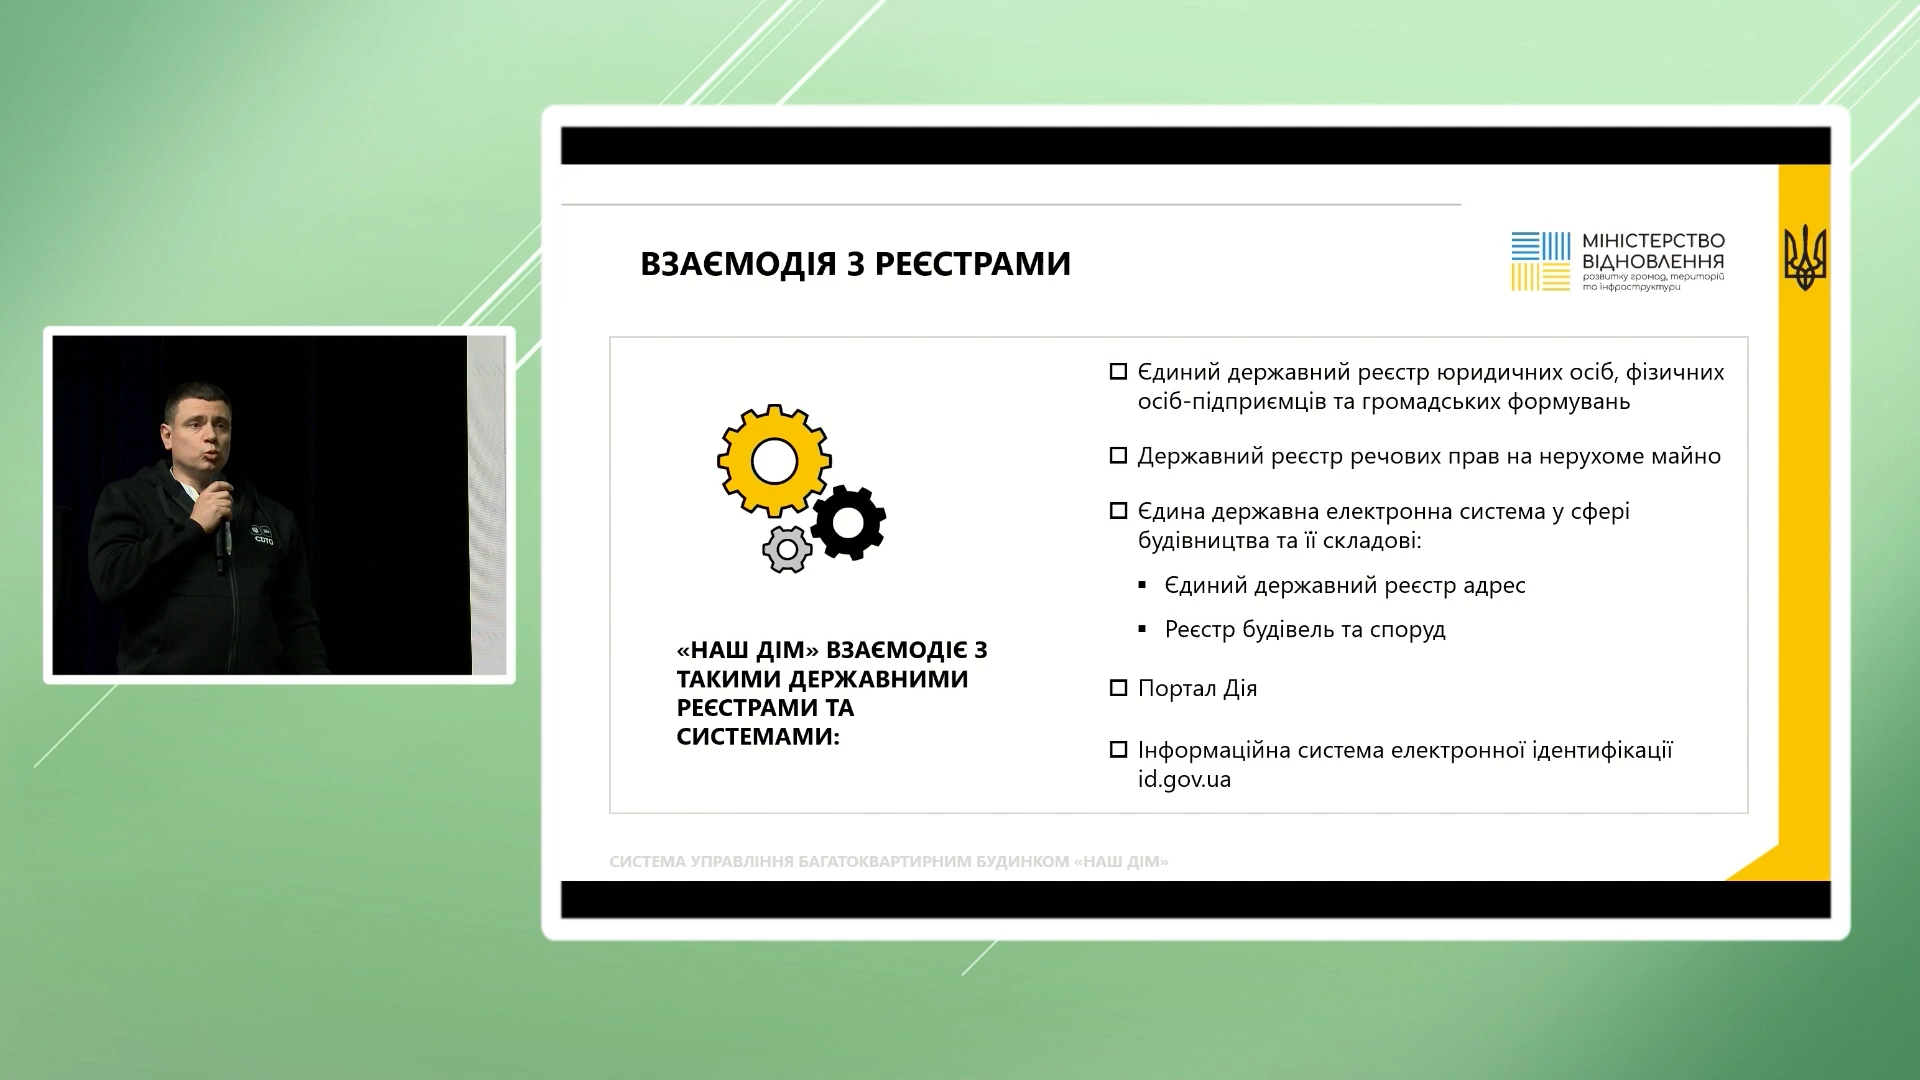 ВЗАЄМОДІЯ З РЕЄСТРАМИ
МІНІСТЕРСТВО
ВІДНОВЛЕННЯ
розвитку громад, територій
та інфраструктури
«НАШ ДІМ» ВЗАЄМОДІЄ З
ТАКИМИ ДЕРЖАВНИМИ
РЕЄСТРАМИ ТА
СИСТЕМАМИ:
Єдиний державний реєстр юридичних осіб, фізичних
осіб-підприємців та громадських формувань
Державний реєстр речових прав на нерухоме майно
Єдина державна електронна система у сфері
будівництва та її складові:
Єдиний державний реєстр адрес
Реєстр будівель та споруд
Портал Дія
Інформаційна система електронної ідентифікації
id.gov.ua
СИСТЕМА УПРАВЛІННЯ БАГАТОКВАРТИРНИМ БУДИНКОМ «НАШ ДІМ»
CDTO